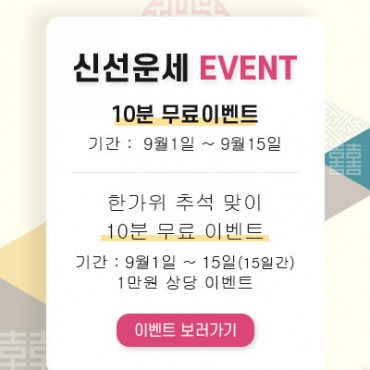 신선운세 EVENT
10분 무료이벤트
기간 : 9월1일 ~ 9월15일
한가위 추석 맞이
10분 무료 이벤트
기간 : 9월1일 ~ 15일(15일간)
1만원 상당 이벤트
이벤트 보러가기